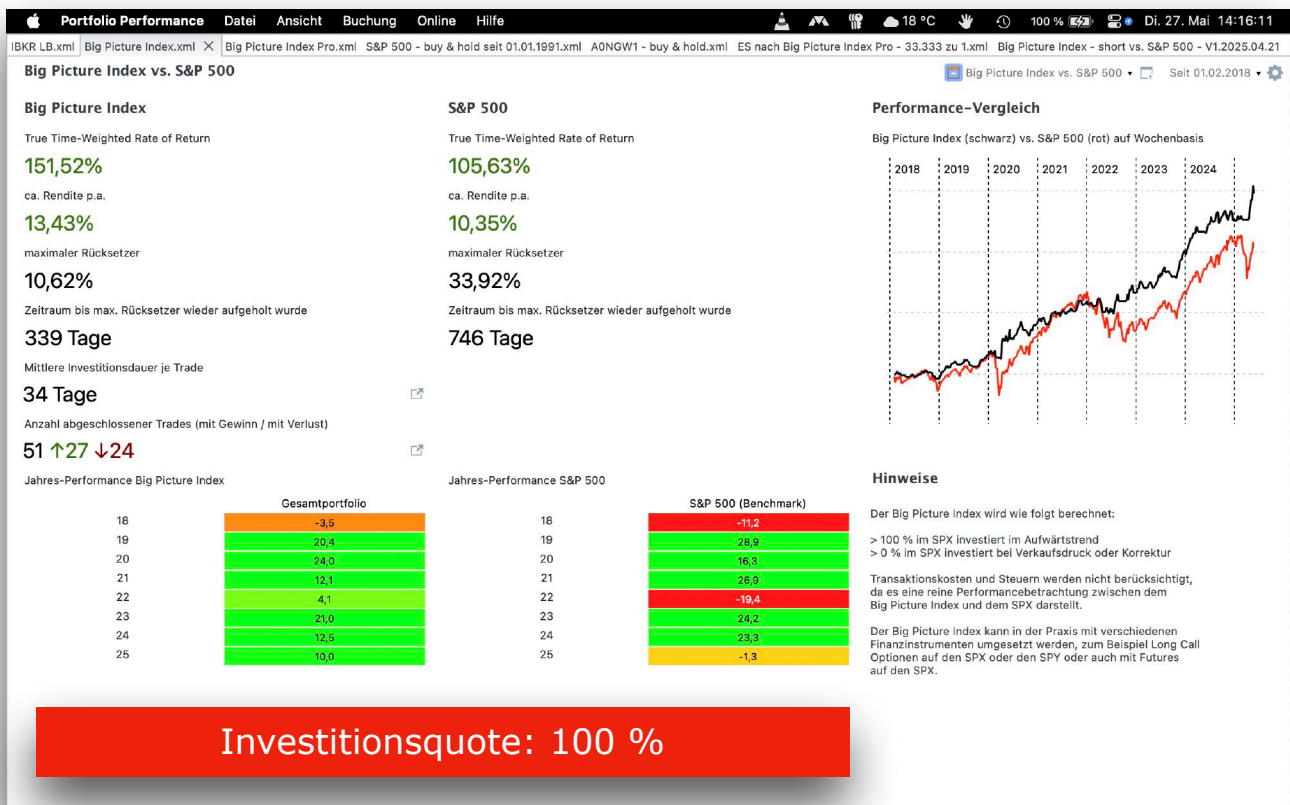 Portfolio Performance Datei Ansicht Buchung Online Hilfe 18 °C 100 % Di. 27. Mai 14:16:11
IBKR LB.xml Big Picture Index.xml Big Picture Index Pro.xml S&P 500 - buy & hold seit 01.01.1991.xml A0NGW1 - buy & hold.xml ES nach Big Picture Index Pro - 33.333 zu 1.xml Big Picture Index - short vs. S&P 500 - V1.2025.04.21
Big Picture Index vs. S&P 500
Big Picture Index vs. S&P 500 Seit 01.02.2018
Big Picture Index
True Time-Weighted Rate of Return
151,52%
ca. Rendite p.a.
13,43%
maximaler Rücksetzer
10,62%
Zeitraum bis max. Rücksetzer wieder aufgeholt wurde
339 Tage
Mittlere Investitionsdauer je Trade
34 Tage
Anzahl abgeschlossener Trades (mit Gewinn / mit Verlust)
51 ↑27 ↓24
Jahres-Performance Big Picture Index
Gesamtportfolio
18 -3,5
19 20,4
20 24,0
21 12,1
22 4,1
23 21,0
24 12,5
25 10,0
S&P 500
True Time-Weighted Rate of Return
105,63%
ca. Rendite p.a.
10,35%
maximaler Rücksetzer
33,92%
Zeitraum bis max. Rücksetzer wieder aufgeholt wurde
746 Tage
Jahres-Performance S&P 500
S&P 500 (Benchmark)
18 -11,2
19 28,9
20 16,3
21 26,9
22 -19,4
23 24,2
24 23,3
25 -1,3
Performance-Vergleich
Big Picture Index (schwarz) vs. S&P 500 (rot) auf Wochenbasis
2018 2019 2020 2021 2022 2023 2024
Hinweise
Der Big Picture Index wird wie folgt berechnet:
> 100 % im SPX investiert im Aufwärtstrend
> 0 % im SPX investiert bei Verkaufsdruck oder Korrektur
Transaktionskosten und Steuern werden nicht berücksichtigt,
da es eine reine Performancebetrachtung zwischen dem
Big Picture Index und dem SPX darstellt.
Der Big Picture Index kann in der Praxis mit verschiedenen
Finanzinstrumenten umgesetzt werden, zum Beispiel Long Call
Optionen auf den SPX oder den SPY oder auch mit Futures
auf den SPX.
Investitionsquote: 100 %